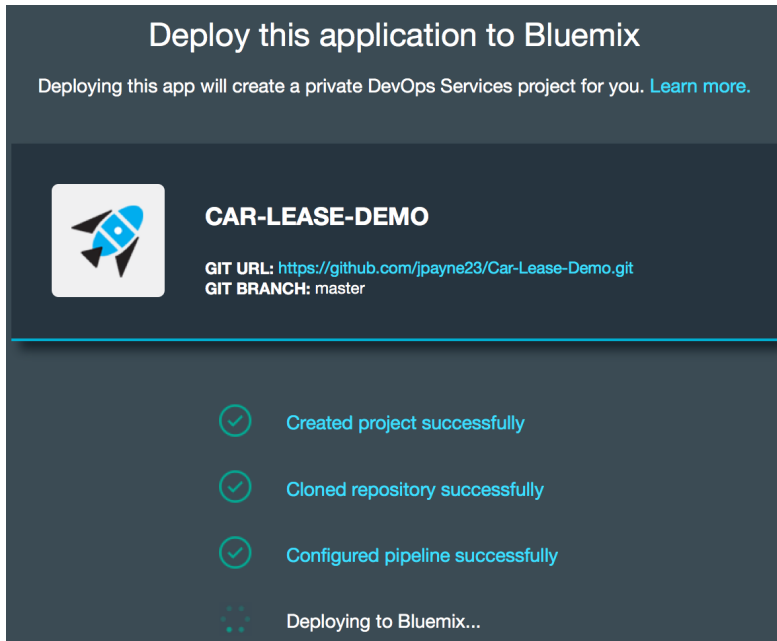 Deploy this application to Bluemix
Deploying this app will create a private DevOps Services project for you. Learn more.
CAR-LEASE-DEMO
GIT URL: https://github.com/jpayne23/Car-Lease-Demo.git
GIT BRANCH: master
Created project successfully
Cloned repository successfully
Configured pipeline successfully
Deploying to Bluemix...